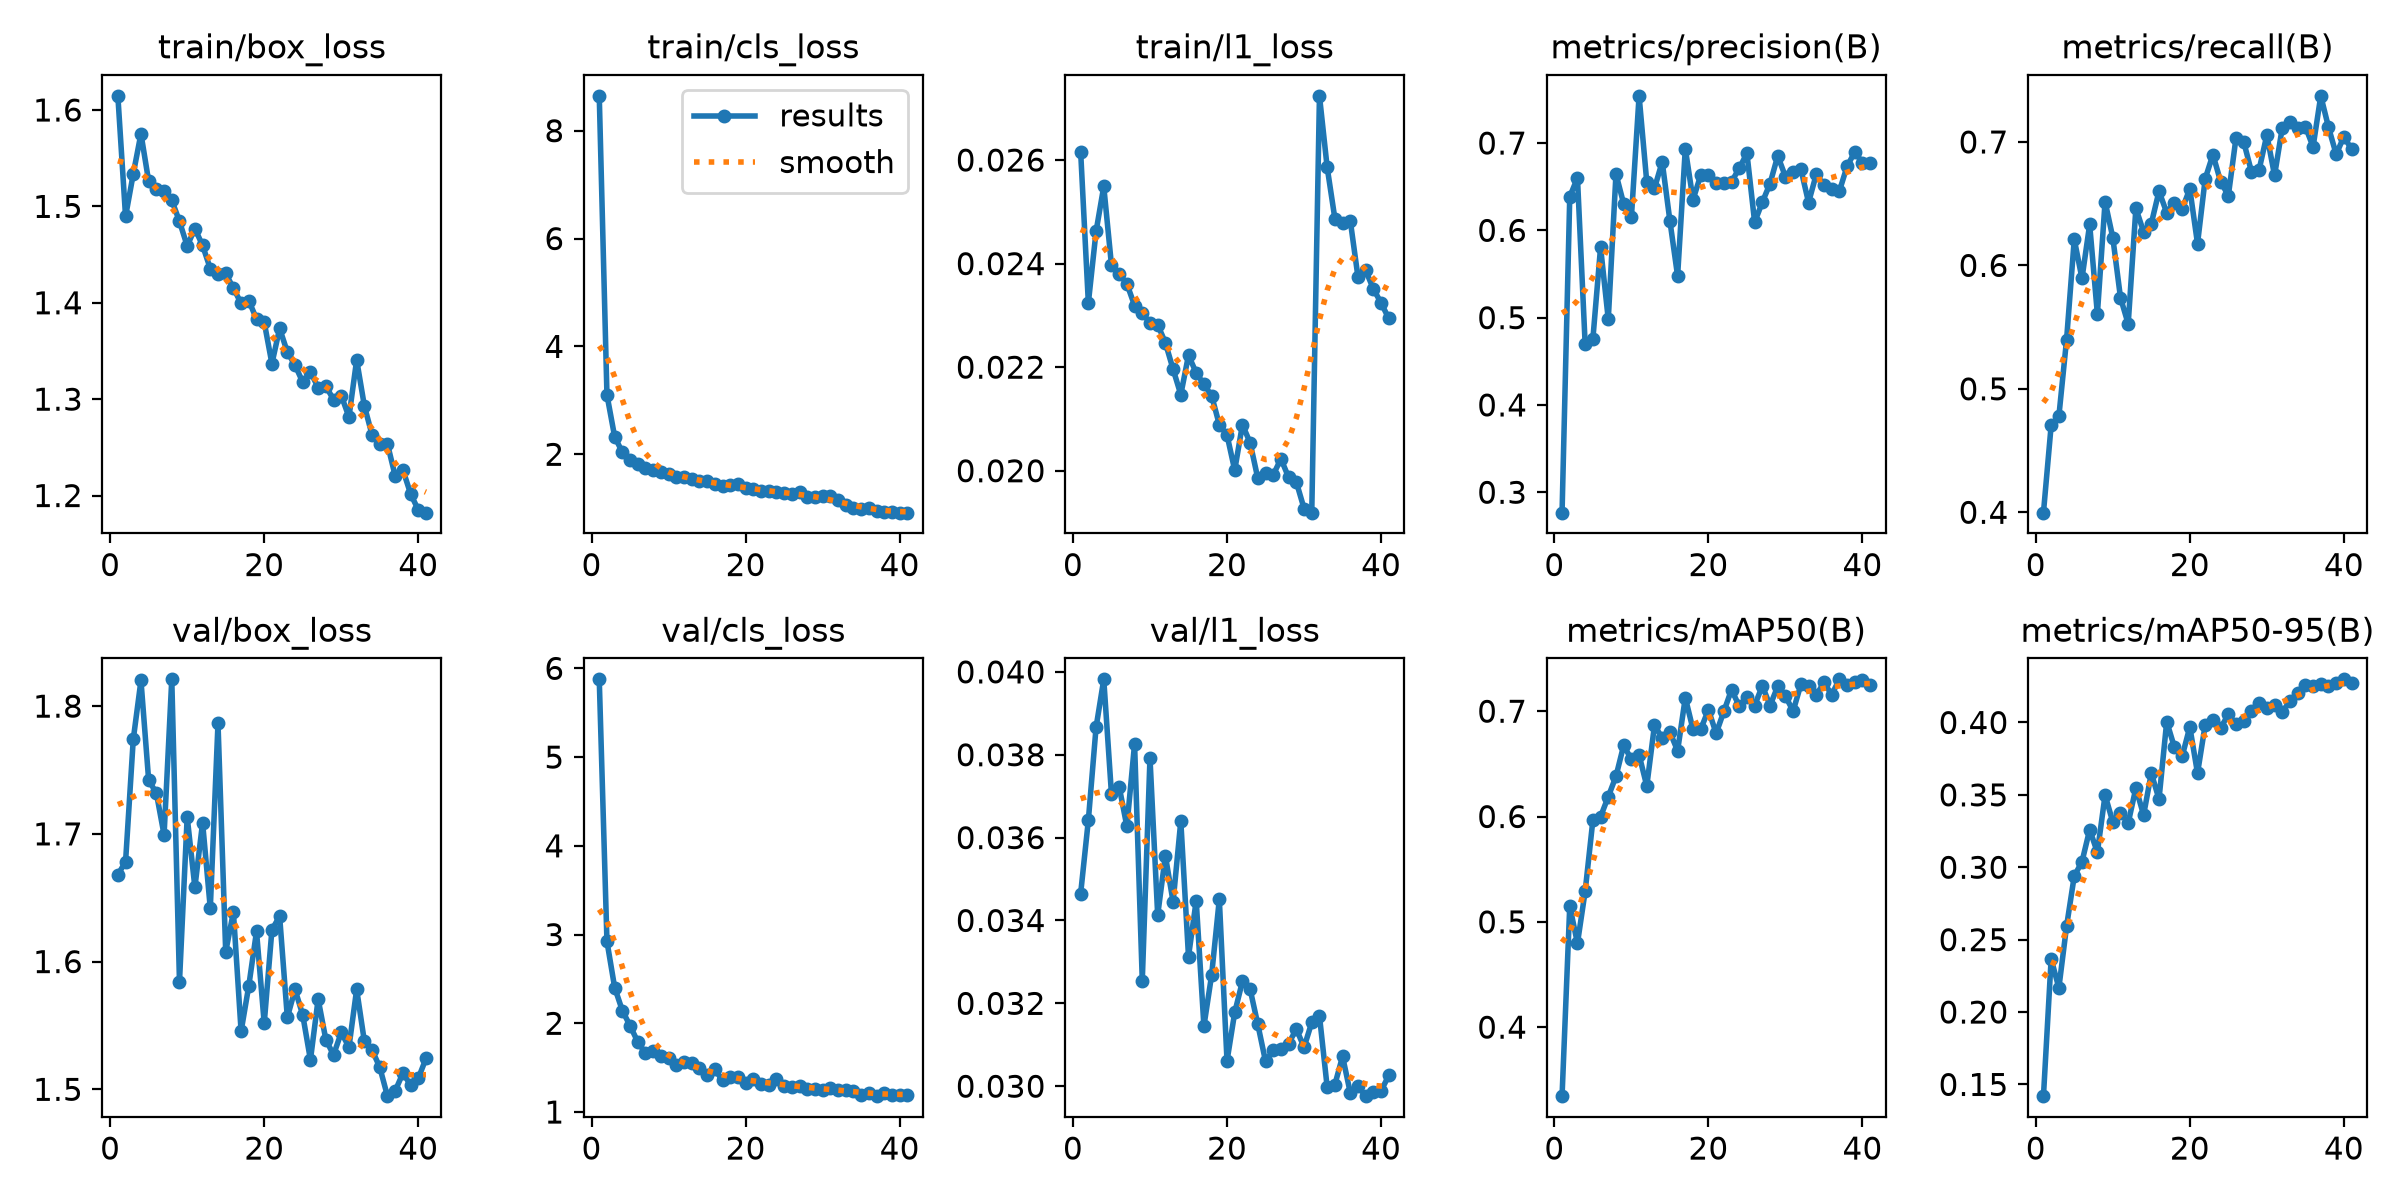 train/box_loss
1.6
1.5
1.4
1.3
1.2
0 20 40
train/cls_loss
results
smooth
8
6
4
2
0 20 40
train/l1_loss
0.026
0.024
0.022
0.020
0 20 40
metrics/precision(B)
0.7
0.6
0.5
0.4
0.3
0 20 40
metrics/recall(B)
0.7
0.6
0.5
0.4
0 20 40
val/box_loss
1.8
1.7
1.6
1.5
0 20 40
val/cls_loss
6
5
4
3
2
1
0 20 40
val/l1_loss
0.040
0.038
0.036
0.034
0.032
0.030
0 20 40
metrics/mAP50(B)
0.7
0.6
0.5
0.4
0 20 40
metrics/mAP50-95(B)
0.40
0.35
0.30
0.25
0.20
0.15
0 20 40